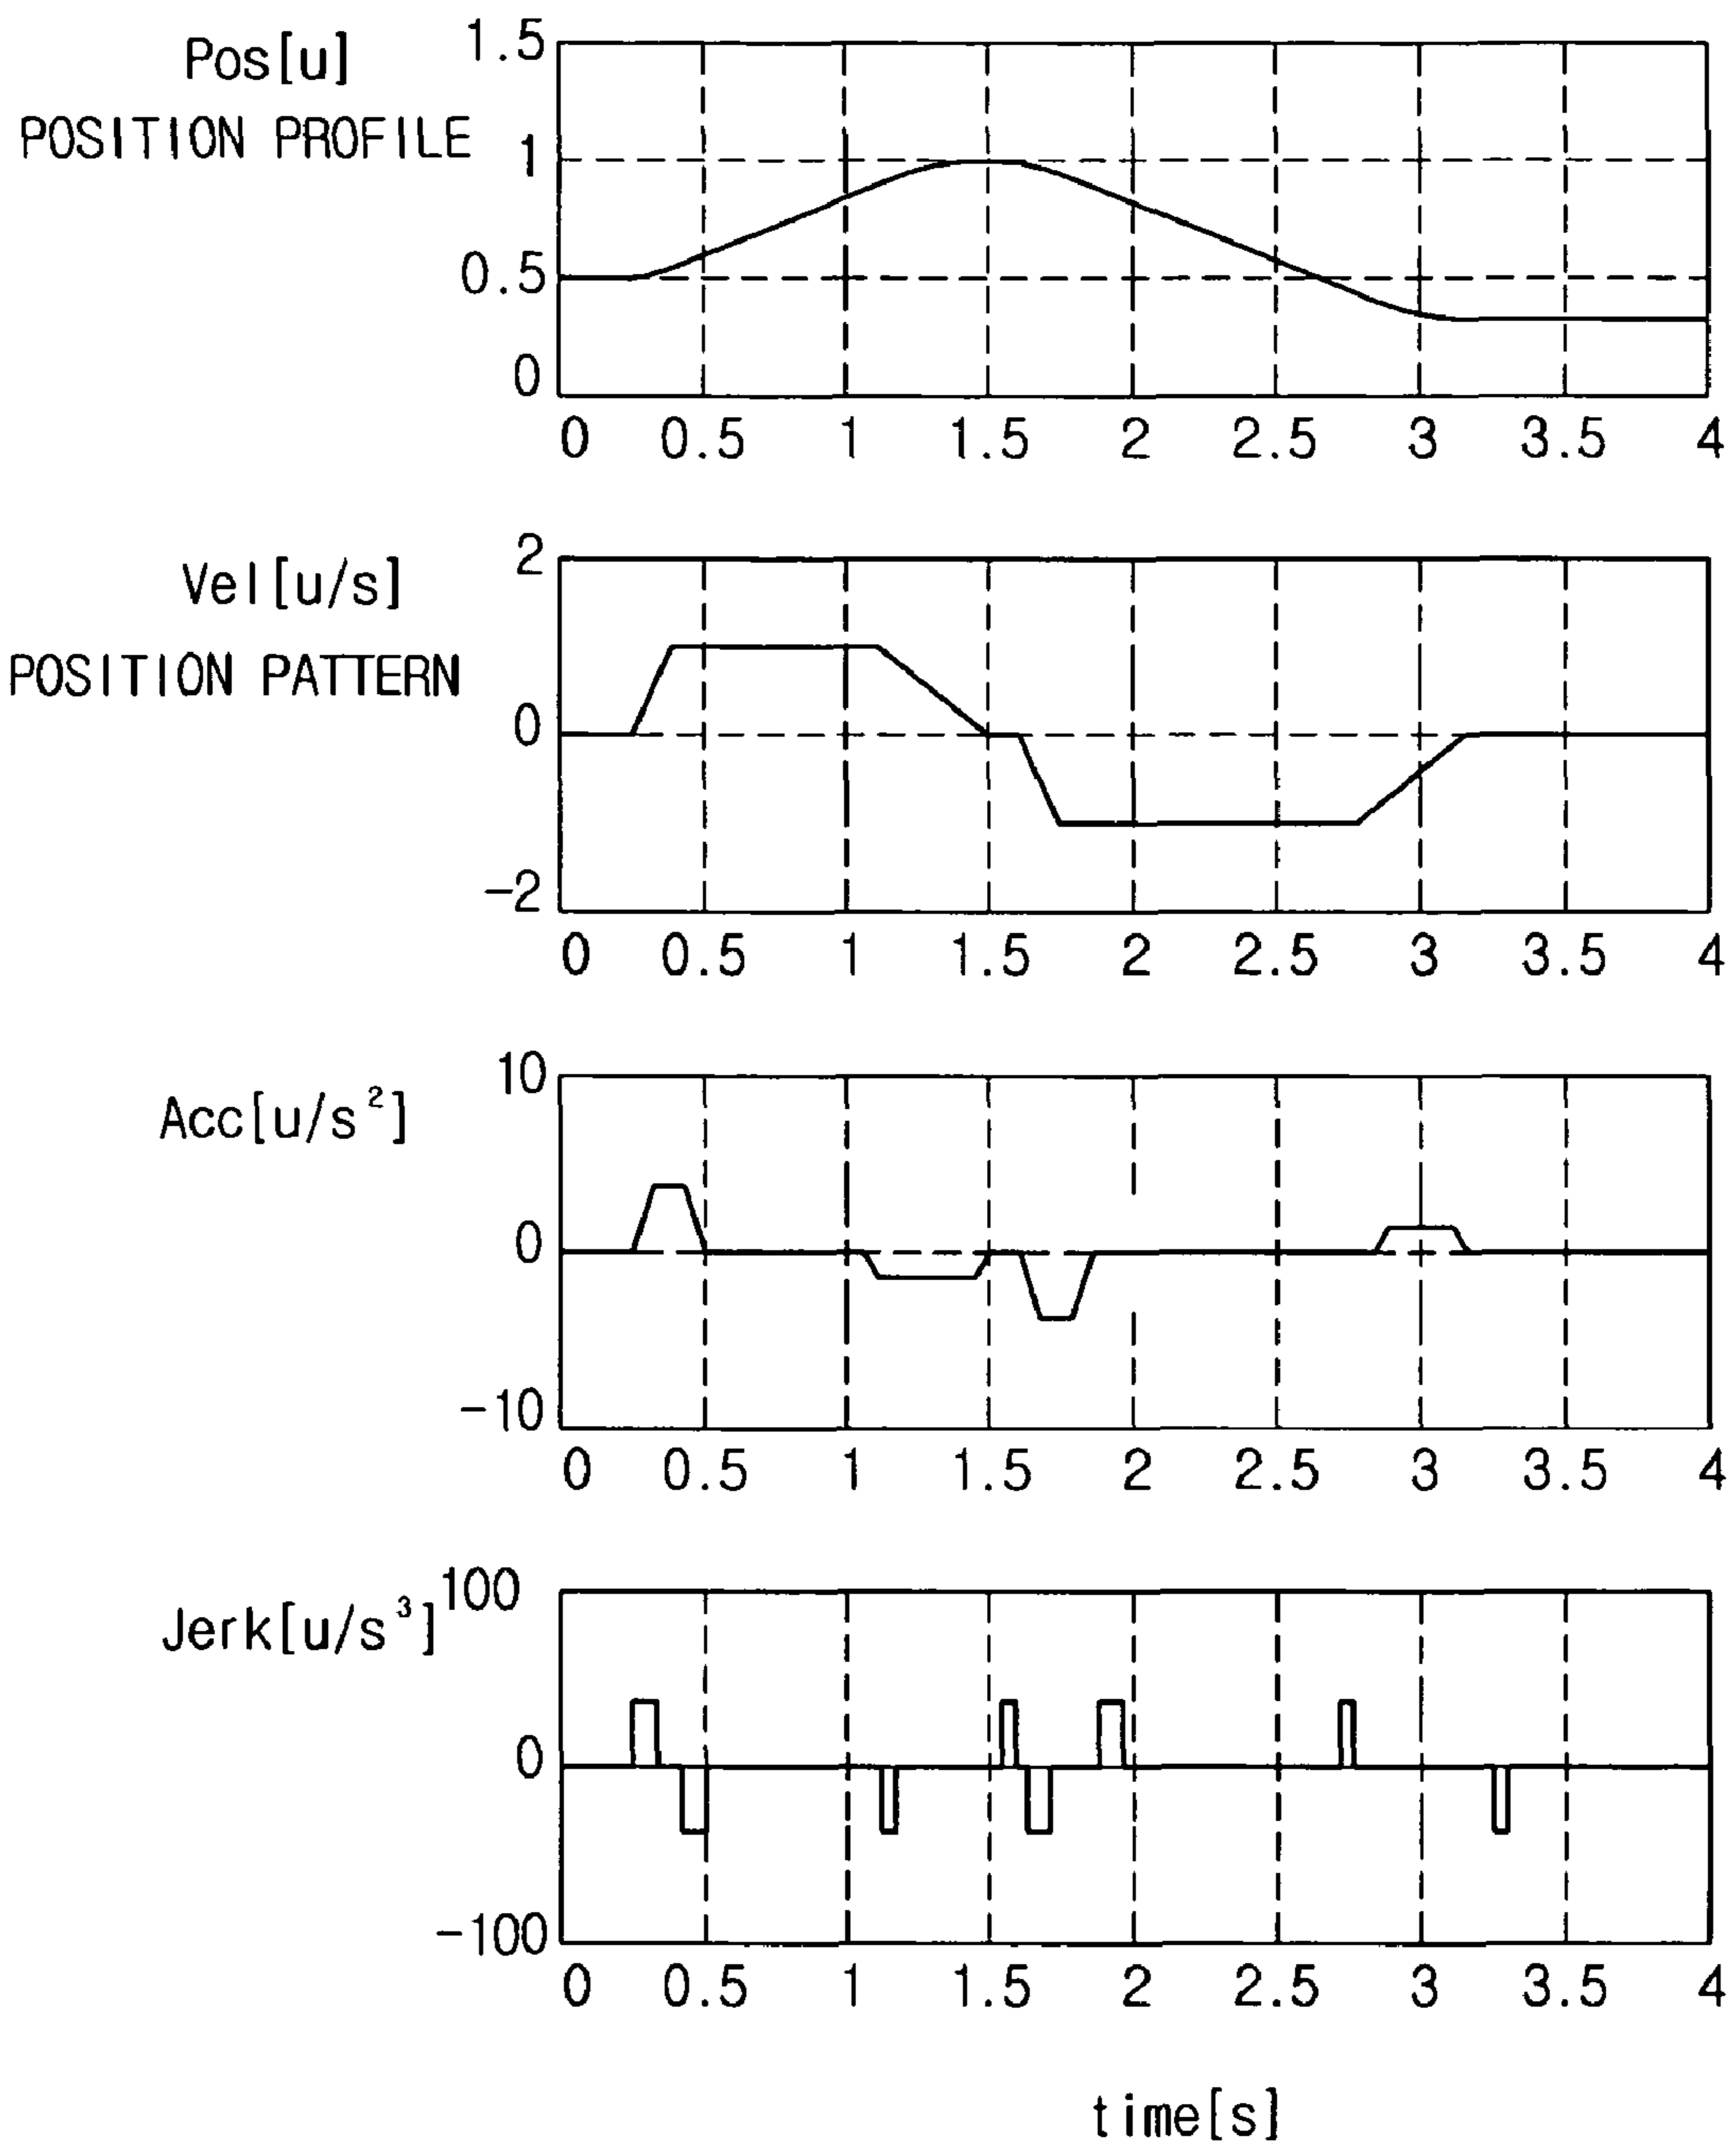 Pos[u]
POSITION PROFILE
1.5
1
0.5
0
0 0.5 1 1.5 2 2.5 3 3.5 4
Vel[u/s]
POSITION PATTERN
2
0
-2
0 0.5 1 1.5 2 2.5 3 3.5 4
Acc[u/s²]
10
0
-10
0 0.5 1 1.5 2 2.5 3 3.5 4
Jerk[u/s³]
100
0
-100
0 0.5 1 1.5 2 2.5 3 3.5 4
time[s]